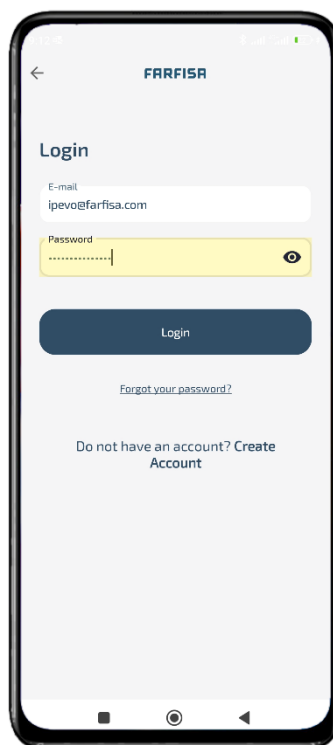 FARFISA
Login
E-mail
ipevo@farfisa.com
Password
Login
Forgot your password?
Do not have an account? Create
Account